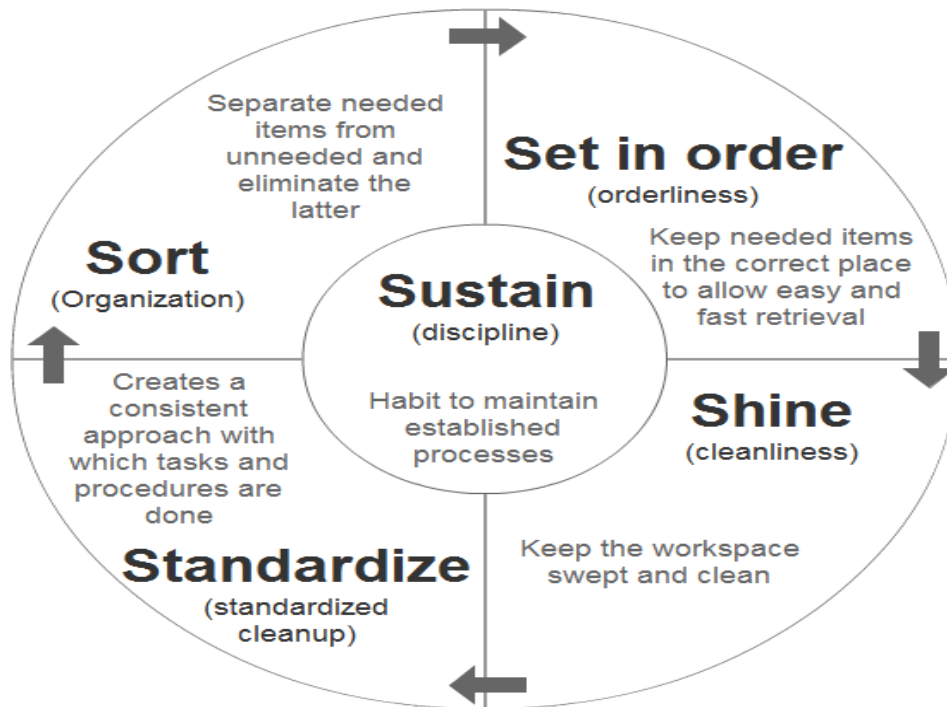 Separate needed
items from
unneeded and
eliminate the
latter
Sort
(Organization)
Set in order
(orderliness)
Keep needed items
in the correct place
to allow easy and
fast retrieval
Sustain
(discipline)
Habit to maintain
established
processes
Shine
(cleanliness)
Keep the workspace
swept and clean
Creates a
consistent
approach with
which tasks and
procedures are
done
Standardize
(standardized
cleanup)